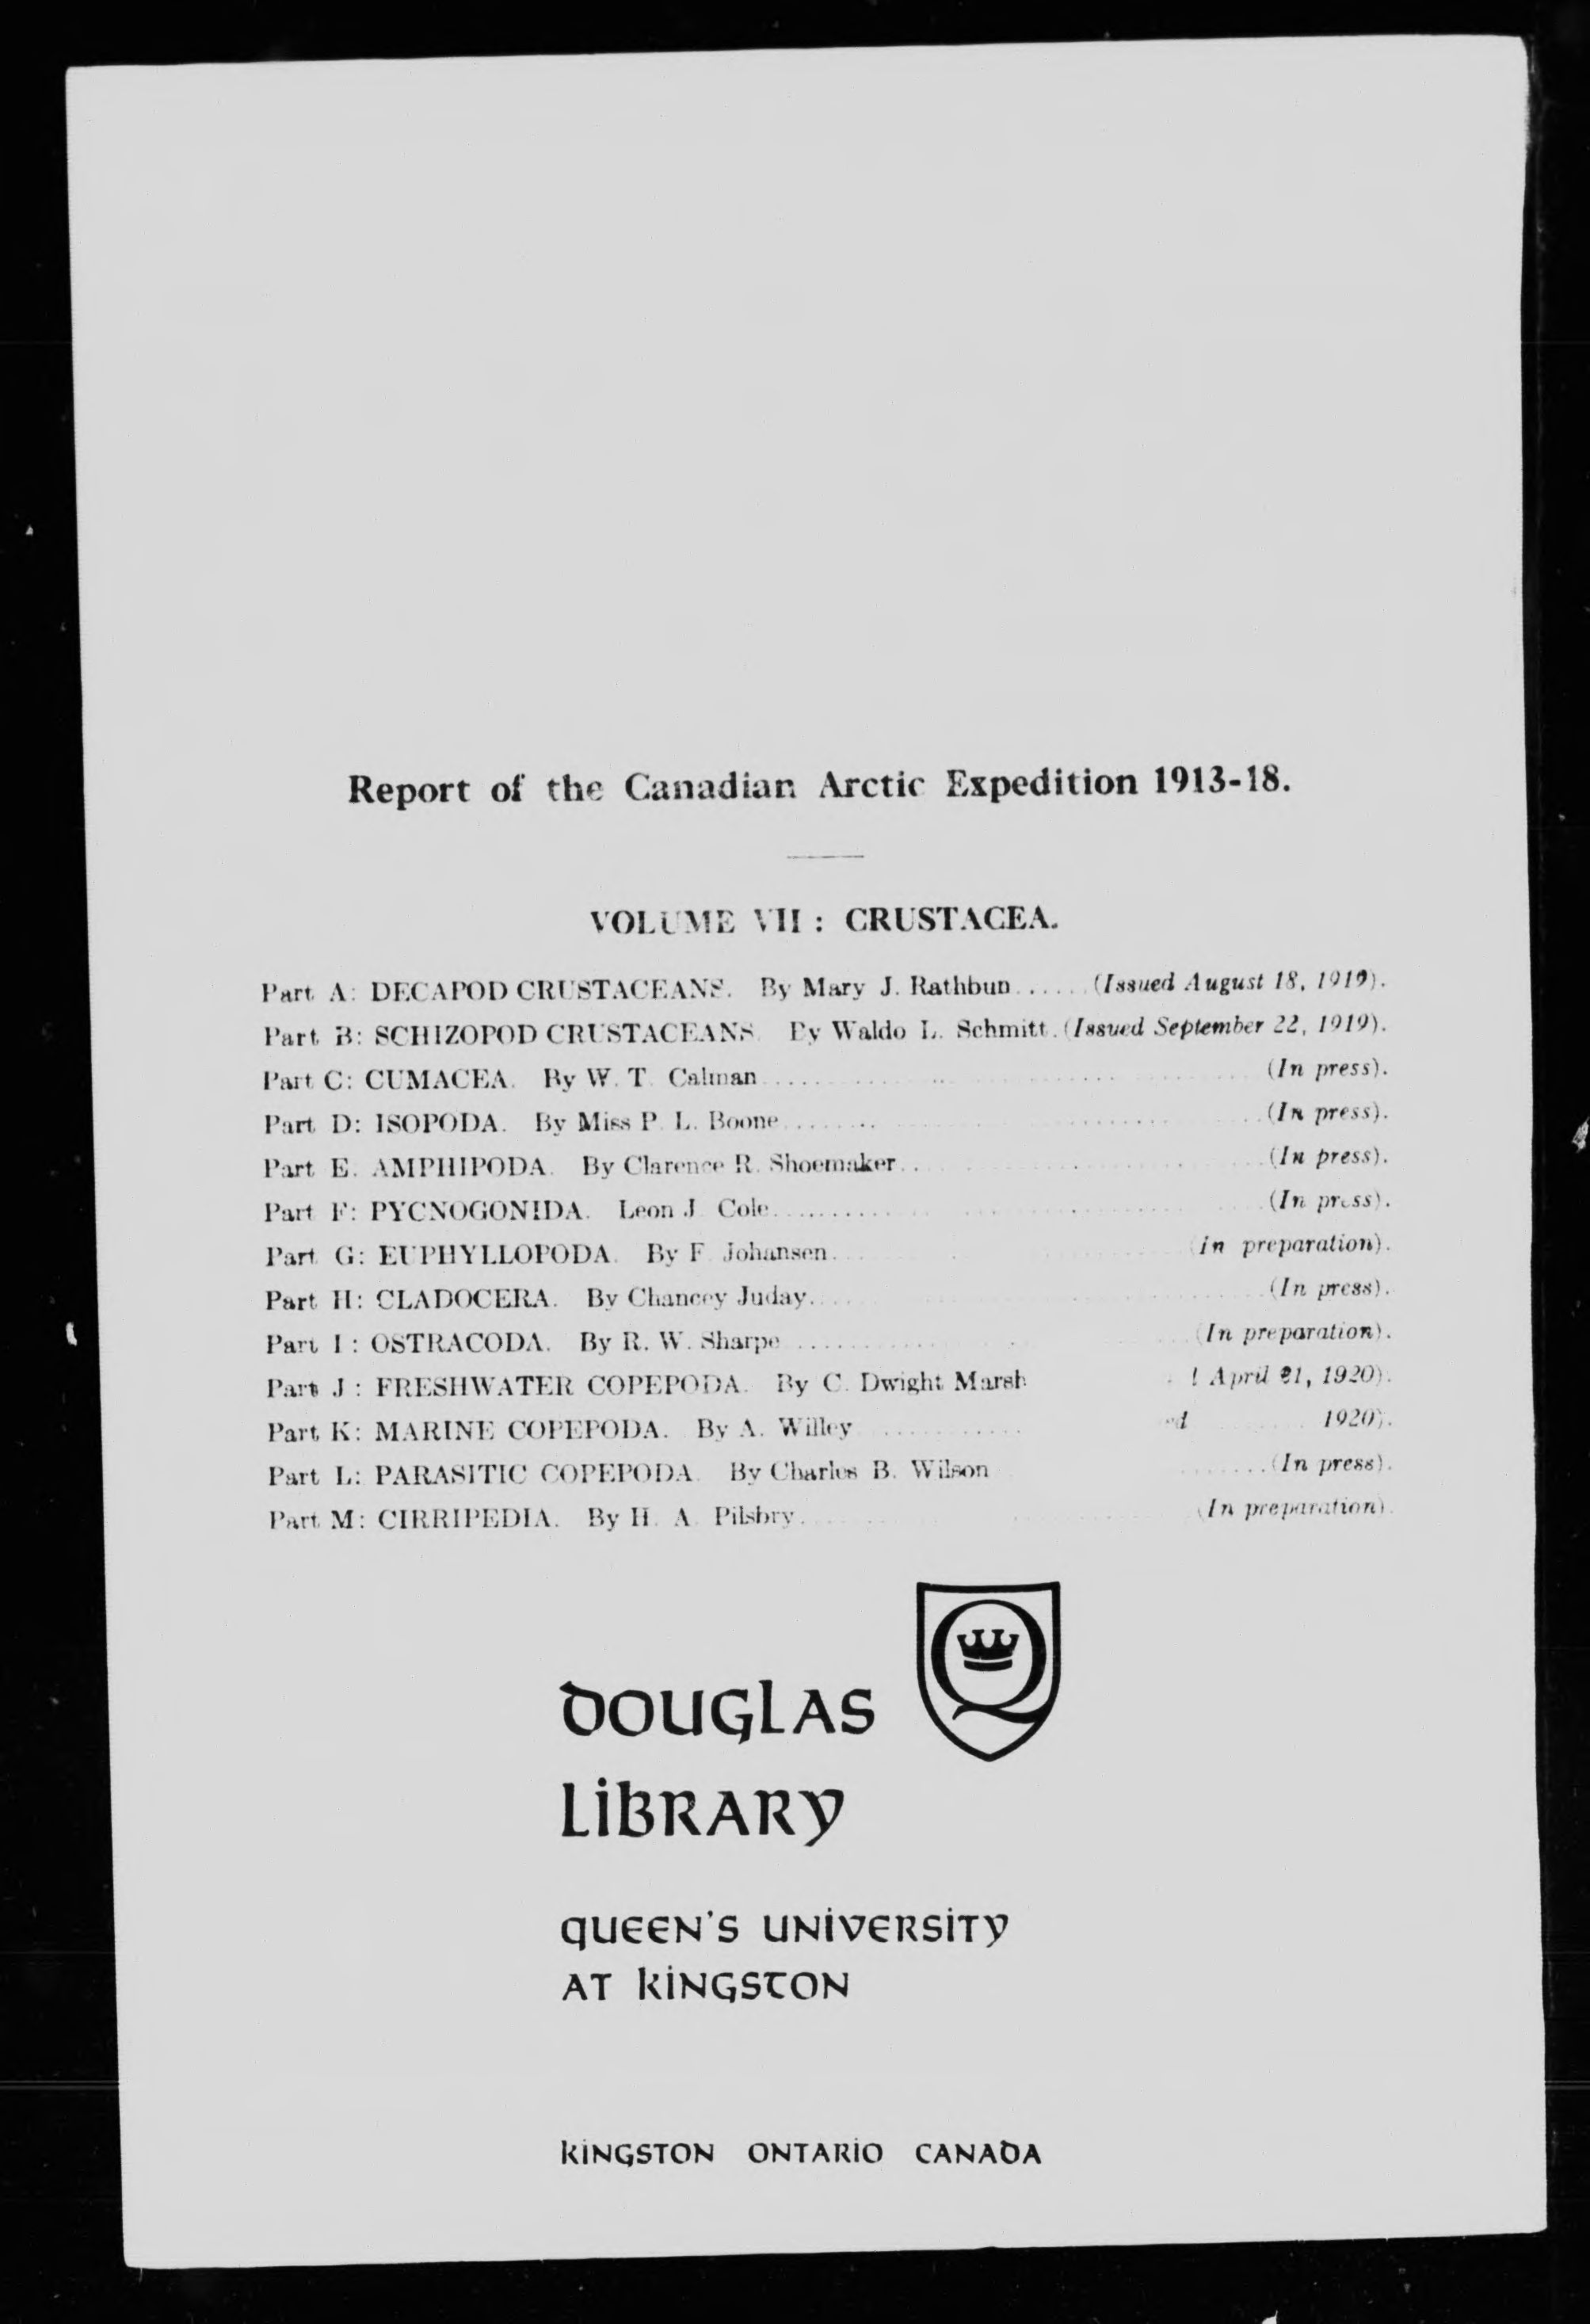 Report of the Canadian Arctic Expedition 1913-18.
VOLUME VII : CRUSTACEA.
Part A: DECAPOD CRUSTACEANS. By Mary J. Rathbun......(Issued August 18, 1919).
Part B: SCHIZOPOD CRUSTACEANS. By Waldo L. Schmitt.(Issued September 22, 1919).
Part C: CUMACEA. By W. T. Calman..........(In press).
Part D: ISOPODA. By Miss P. L. Boone..........(In press).
Part E. AMPHIPODA. By Clarence R. Shoemaker..........(In press).
Part F: PYCNOGONIDA. Leon J. Cole..........(In press).
Part G: EUPHYLLOPODA. By F. Johansen..........(In preparation).
Part H: CLADOCERA. By Chancey Juday..........(In press).
Part I : OSTRACODA. By R. W. Sharpe..........(In preparation).
Part J : FRESHWATER COPEPODA. By C. Dwight Marsh April 21, 1920).
Part K: MARINE COPEPODA. By A. Willey .......... 1920).
Part L: PARASITIC COPEPODA. By Charles B. Wilson .......(In press).
Part M: CIRRIPEDIA. By H. A. Pilsbry..........(In preparation).
DOUGLAS
LIBRARY
QUEEN'S UNIVERSITY
AT KINGSTON
KINGSTON ONTARIO CANADA